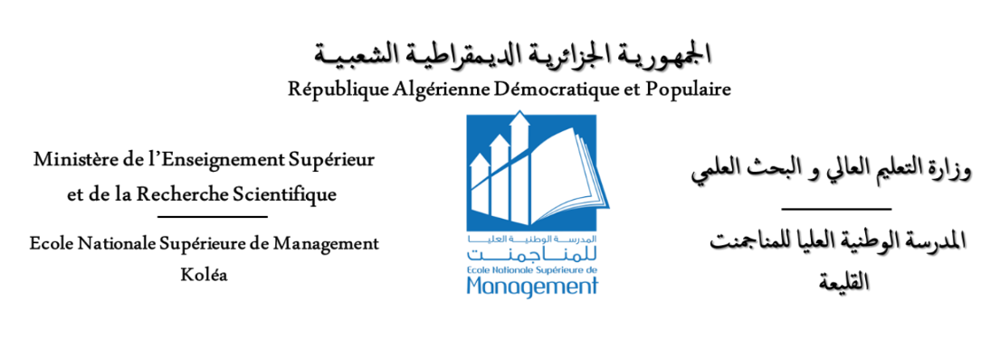 الجمهورية الجزائرية الديمقراطية الشعبية
République Algérienne Démocratique et Populaire
Ministère de l’Enseignement Supérieur
et de la Recherche Scientifique
Ecole Nationale Supérieure de Management
Koléa
المدرسة الوطنية العليا
للمناجمنت
Ecole Nationale Supérieure de
Management
وزارة التعليم العالي و البحث العلمي
المدرسة الوطنية العليا للمناجمنت
القليعة